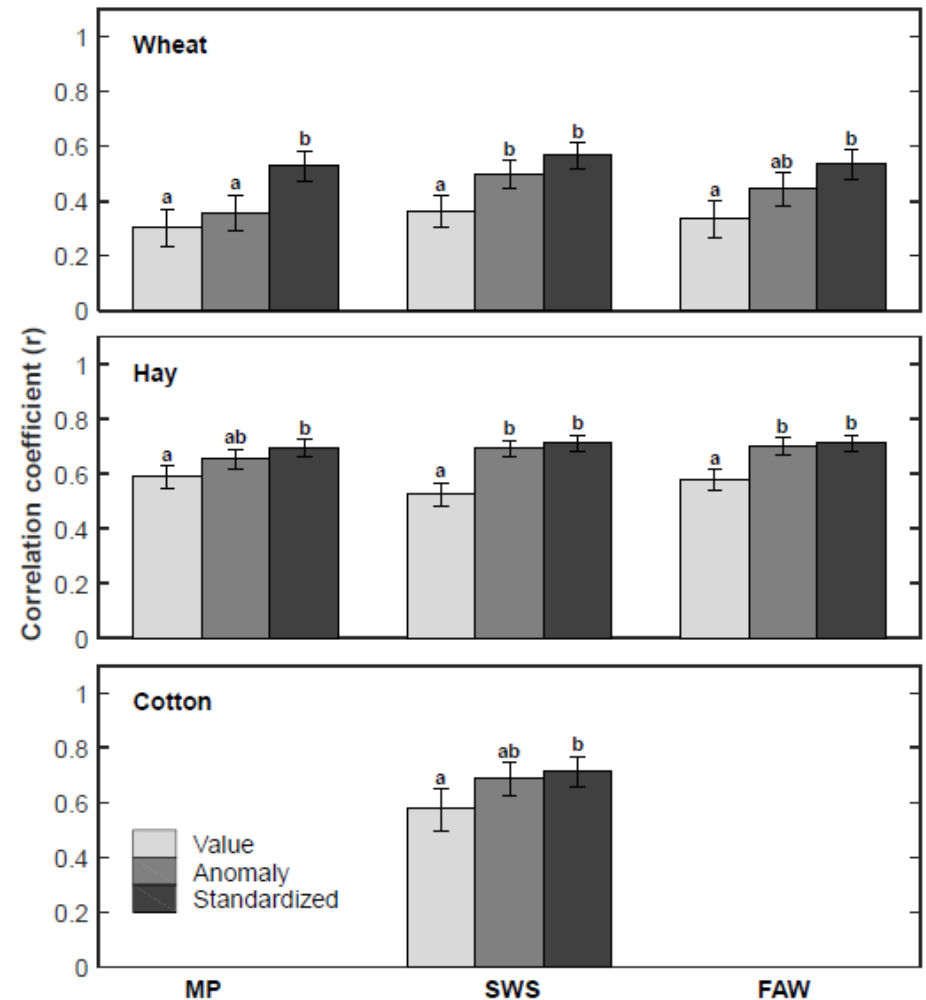 Correlation coefficient (r)
Wheat
1
0.8
0.6
0.4
0.2
0
a
a
b
a
b
b
a
ab
b
Hay
1
0.8
0.6
0.4
0.2
0
a
ab
b
a
b
b
a
b
b
Cotton
1
0.8
0.6
0.4
0.2
0
a
ab
b
Value
Anomaly
Standardized
MP SWS FAW